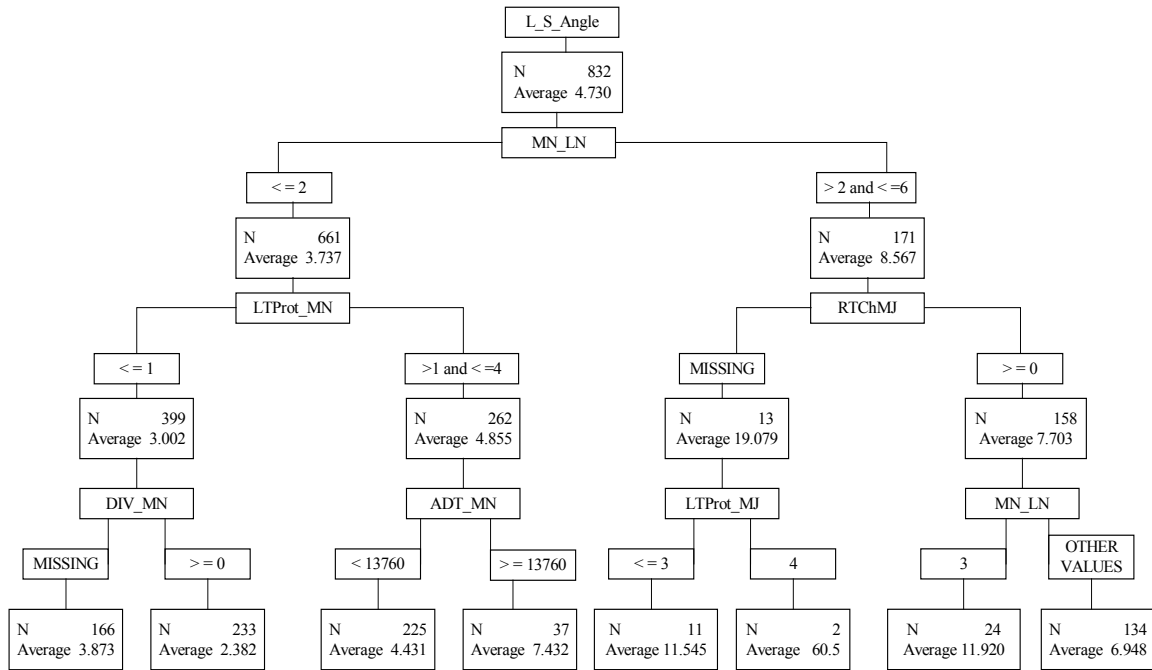 L_S_Angle
N 832
Average 4.730
MN_LN
< = 2
> 2 and < =6
N 661
Average 3.737
N 171
Average 8.567
LTProt_MN
RTChMJ
< = 1
>1 and < =4
MISSING
> = 0
N 399
Average 3.002
N 262
Average 4.855
N 13
Average 19.079
N 158
Average 7.703
DIV_MN
ADT_MN
LTProt_MJ
MN_LN
MISSING
> = 0
< 13760
> = 13760
< = 3
4
3
OTHER
VALUES
N 166
Average 3.873
N 233
Average 2.382
N 225
Average 4.431
N 37
Average 7.432
N 11
Average 11.545
N 2
Average 60.5
N 24
Average 11.920
N 134
Average 6.948